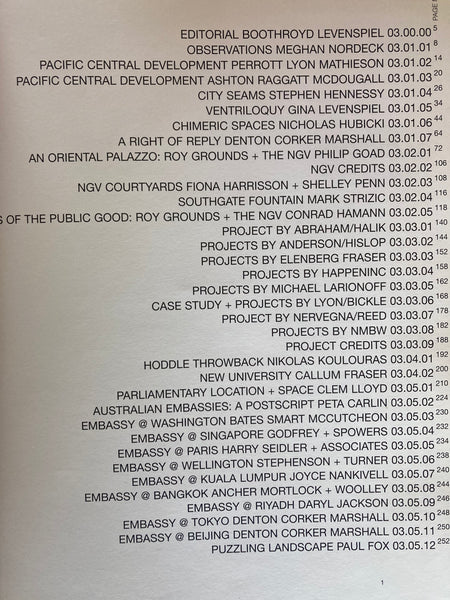 PAGE
EDITORIAL BOOTHROYD LEVENSPIEL 03.00.00 5
OBSERVATIONS MEGHAN NORDECK 03.01.01 8
PACIFIC CENTRAL DEVELOPMENT PERROTT LYON MATHIESON 03.01.02 14
PACIFIC CENTRAL DEVELOPMENT ASHTON RAGGATT MCDOUGALL 03.01.03 20
CITY SEAMS STEPHEN HENNESSY 03.01.04 26
VENTRILOQUY GINA LEVENSPIEL 03.01.05 34
CHIMERIC SPACES NICHOLAS HUBICKI 03.01.06 44
A RIGHT OF REPLY DENTON CORKER MARSHALL 03.01.07 64
AN ORIENTAL PALAZZO: ROY GROUNDS + THE NGV PHILIP GOAD 03.02.01 72
NGV CREDITS 03.02.02 106
NGV COURTYARDS FIONA HARRISSON + SHELLEY PENN 03.02.03 108
SOUTHGATE FOUNTAIN MARK STRIZIC 03.02.04 116
S OF THE PUBLIC GOOD: ROY GROUNDS + THE NGV CONRAD HAMANN 03.02.05 118
PROJECT BY ABRAHAM/HALIK 03.03.01 140
PROJECTS BY ANDERSON/HISLOP 03.03.02 144
PROJECTS BY ELENBERG FRASER 03.03.03 152
PROJECTS BY HAPPENINC 03.03.04 158
PROJECTS BY MICHAEL LARIONOFF 03.03.05 162
CASE STUDY + PROJECTS BY LYON/BICKLE 03.03.06 168
PROJECT BY NERVEGNA/REED 03.03.07 178
PROJECTS BY NMBW 03.03.08 182
PROJECT CREDITS 03.03.09 188
HODDLE THROWBACK NIKOLAS KOULOURAS 03.04.01 192
NEW UNIVERSITY CALLUM FRASER 03.04.02 200
PARLIAMENTARY LOCATION + SPACE CLEM LLOYD 03.05.01 210
AUSTRALIAN EMBASSIES: A POSTSCRIPT PETA CARLIN 03.05.02 224
EMBASSY @ WASHINGTON BATES SMART MCCUTCHEON 03.05.03 230
EMBASSY @ SINGAPORE GODFREY + SPOWERS 03.05.04 232
EMBASSY @ PARIS HARRY SEIDLER + ASSOCIATES 03.05.05 234
EMBASSY @ WELLINGTON STEPHENSON + TURNER 03.05.06 238
EMBASSY @ KUALA LUMPUR JOYCE NANKIVELL 03.05.07 240
EMBASSY @ BANGKOK ANCHER MORTLOCK + WOOLLEY 03.05.08 244
EMBASSY @ RIYADH DARYL JACKSON 03.05.09 246
EMBASSY @ TOKYO DENTON CORKER MARSHALL 03.05.10 248
EMBASSY @ BEIJING DENTON CORKER MARSHALL 03.05.11 250
PUZZLING LANDSCAPE PAUL FOX 03.05.12 252
1